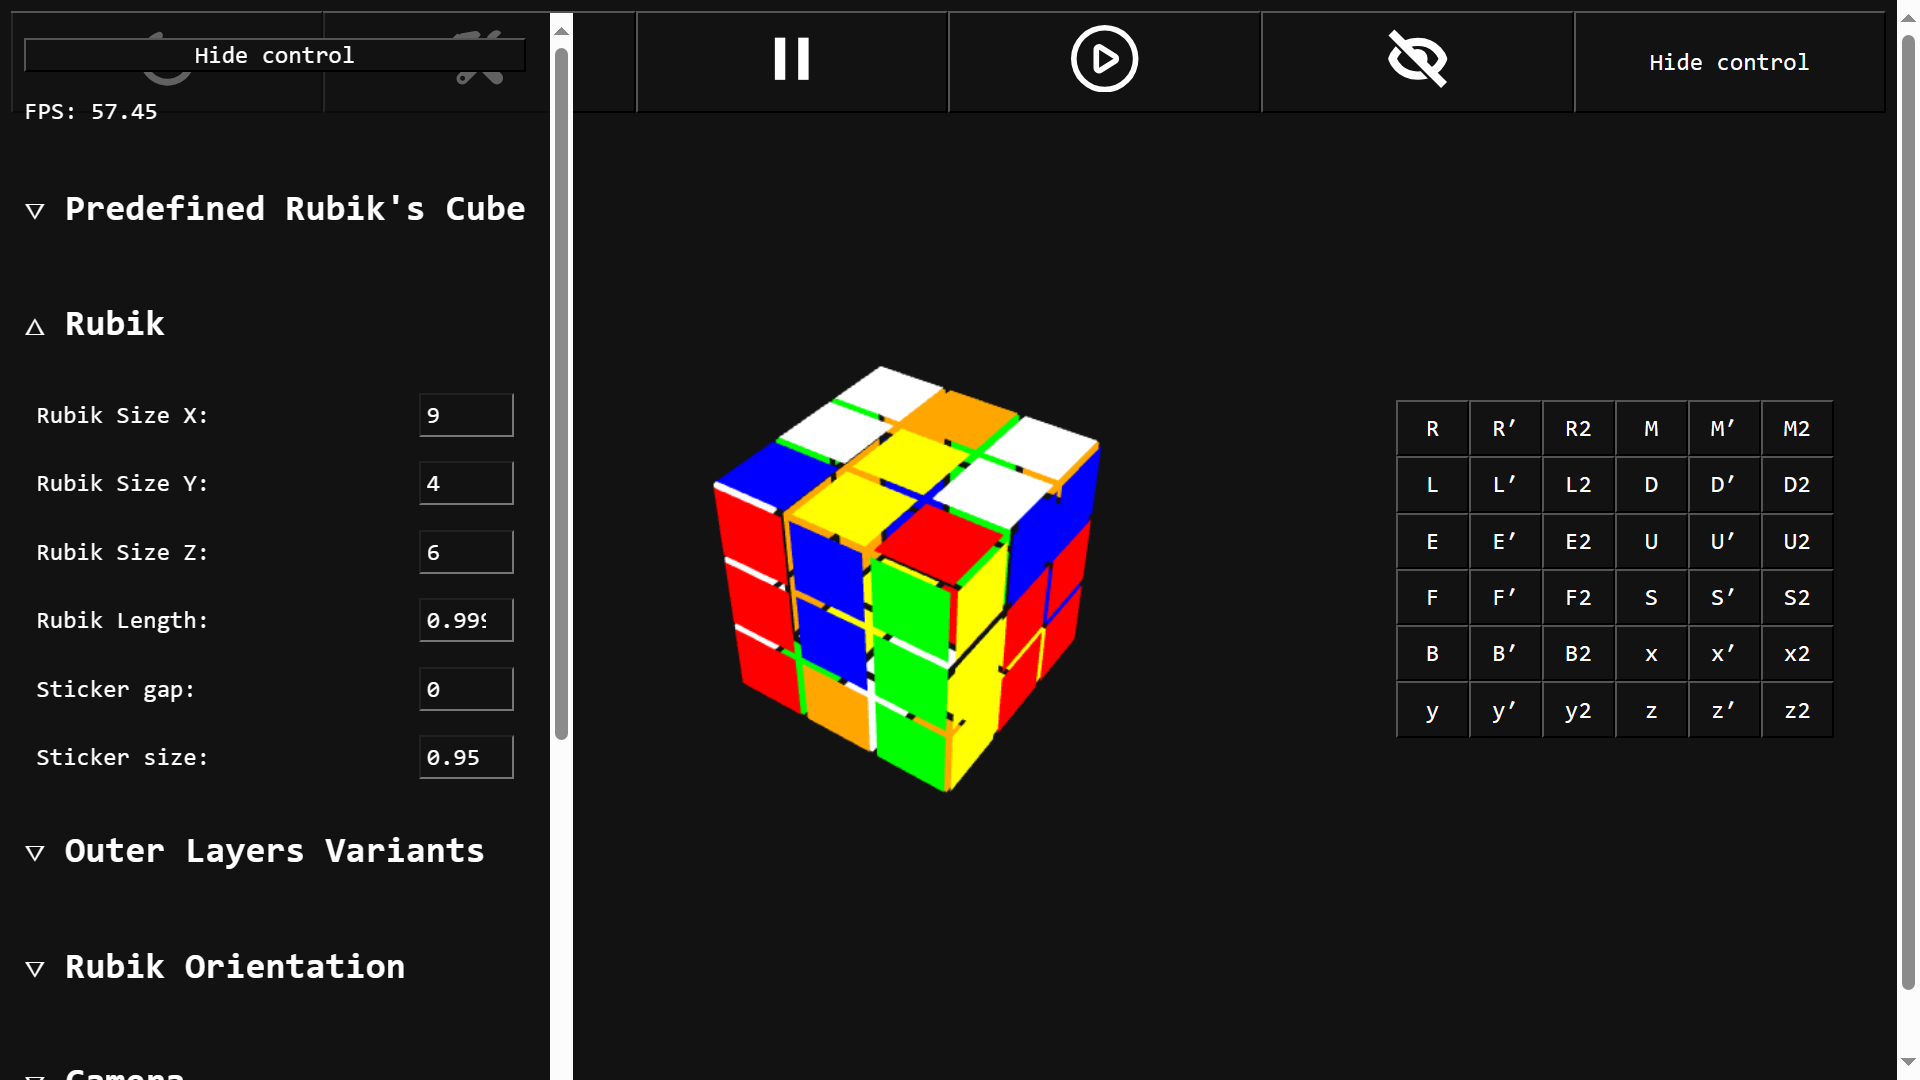 Hide control
Hide control
FPS: 57.45
▽ Predefined Rubik's Cube
△ Rubik
Rubik Size X: 9
Rubik Size Y: 4
Rubik Size Z: 6
Rubik Length: 0.999
Sticker gap: 0
Sticker size: 0.95
▽ Outer Layers Variants
▽ Rubik Orientation
▽ Camera
R R′ R2 M M′ M2
L L′ L2 D D′ D2
E E′ E2 U U′ U2
F F′ F2 S S′ S2
B B′ B2 x x′ x2
y y′ y2 z z′ z2